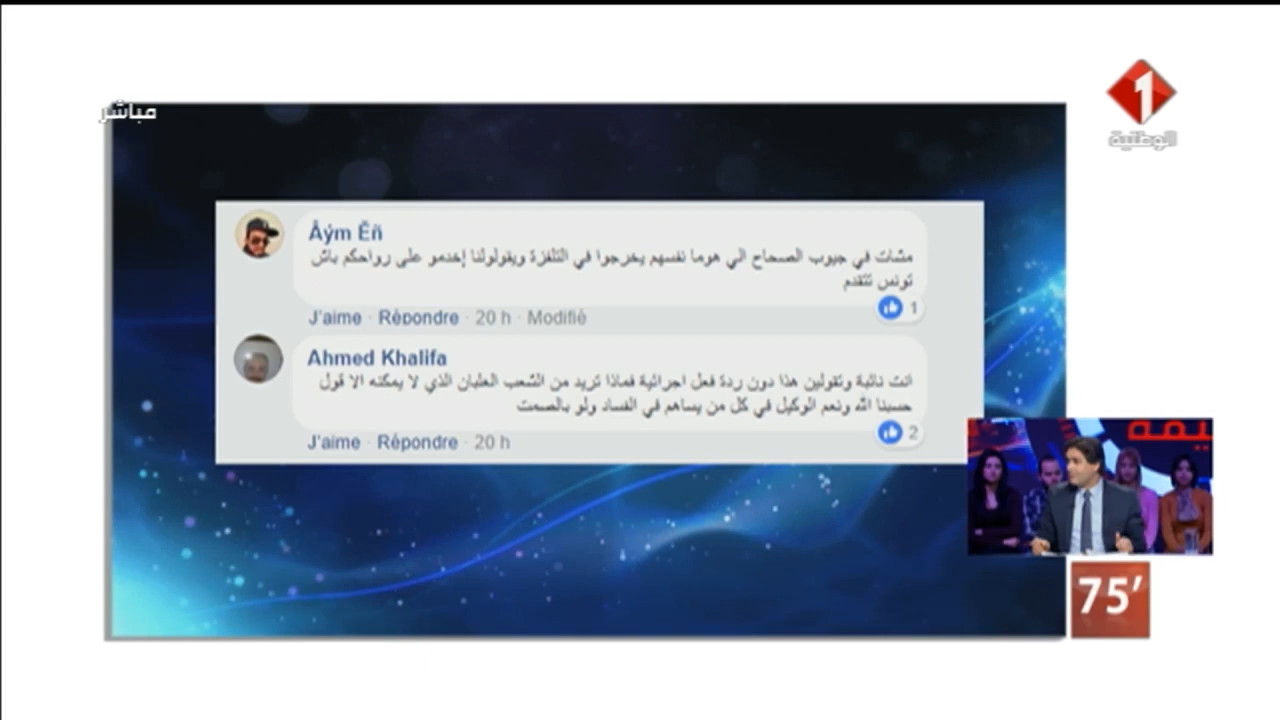 مباشر
1
الوطنية
Âým Ēñ
مشات في جيوب الصحاح الي هوما نفسهم يخرجوا في التلفزة ويقولولنا إخدمو على رواحكم باش
تونس تتقدم
1
J'aime · Répondre · 20 h · Modifié
Ahmed Khalifa
انت نائبة وتقولين هذا دون ردة فعل اجرائية فماذا تريد من الشعب الغلبان الذي لا يمكنه الا قول
حسبنا الله ونعم الوكيل في كل من يساهم في الفساد ولو بالصمت
2
J'aime · Répondre · 20 h
75’